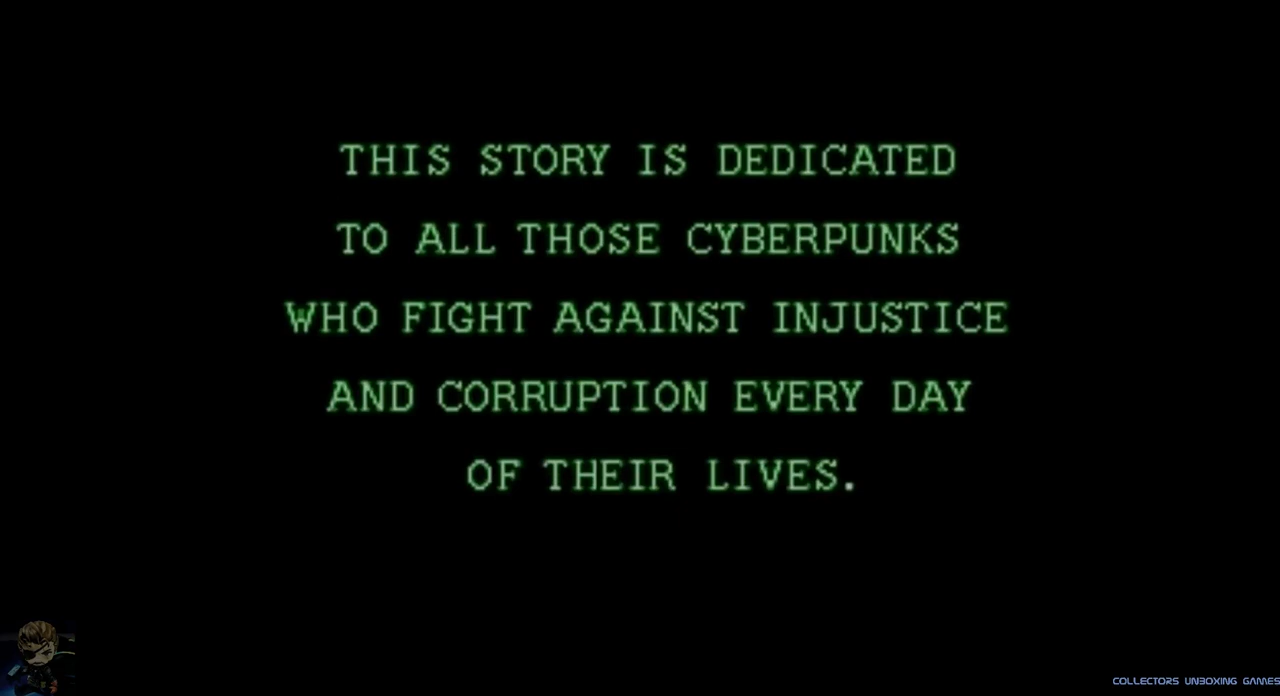 THIS STORY IS DEDICATED
TO ALL THOSE CYBERPUNKS
WHO FIGHT AGAINST INJUSTICE
AND CORRUPTION EVERY DAY
OF THEIR LIVES.
COLLECTORS UNBOXING GAMES